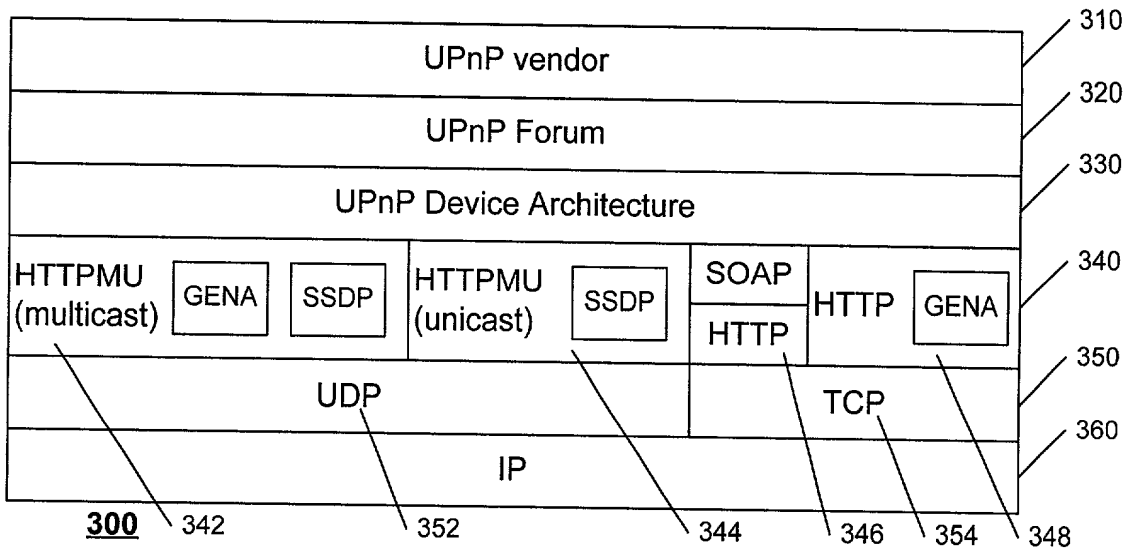 310
UPnP vendor
320
UPnP Forum
330
UPnP Device Architecture
340
HTTPMU
(multicast)
GENA
SSDP
HTTPMU
(unicast)
SSDP
SOAP
HTTP
HTTP
GENA
350
UDP
TCP
360
IP
300
342
352
344
346
354
348